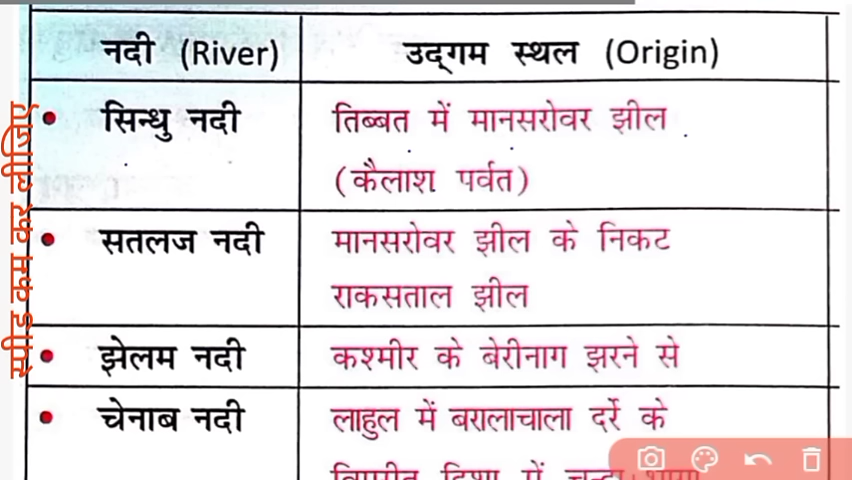 नदी (River) उद्गम स्थल (Origin)
सिन्धु नदी तिब्बत में मानसरोवर झील
(कैलाश पर्वत)
सतलज नदी मानसरोवर झील के निकट
राकसताल झील
झेलम नदी कश्मीर के बेरीनाग झरने से
चेनाब नदी लाहुल में बरालाचाला दर्रे के
विपरीत दिशा में
स्पीड कम कर लीजिए